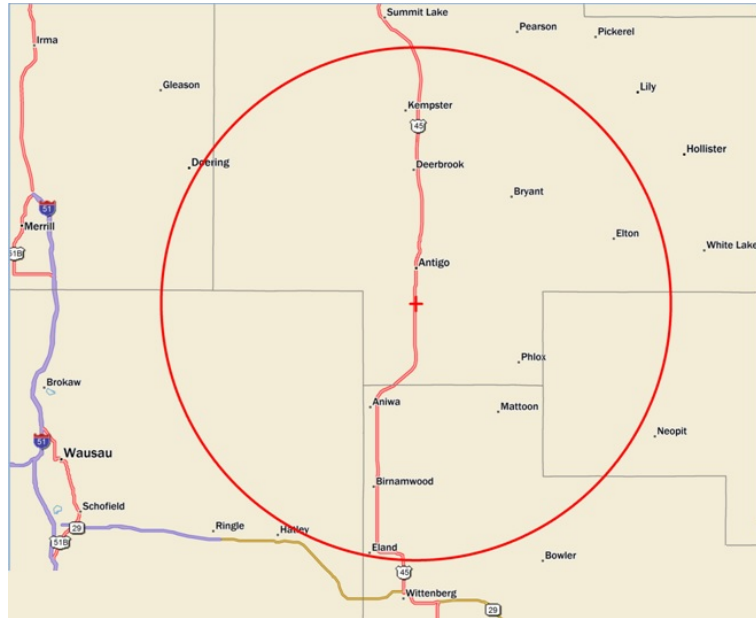 Summit Lake
Irma
Pearson
Pickerel
Gleason
Lily
Kempster
45
Hollister
Deering
Deerbrook
Bryant
51
Merrill
Elton
White Lake
51B
Antigo
Phlox
Brokaw
Aniwa
Mattoon
51
Neopit
Wausau
Birnamwood
Schofield
29
Ringle
Hatley
51B
Eland
Bowler
45
Wittenberg
29